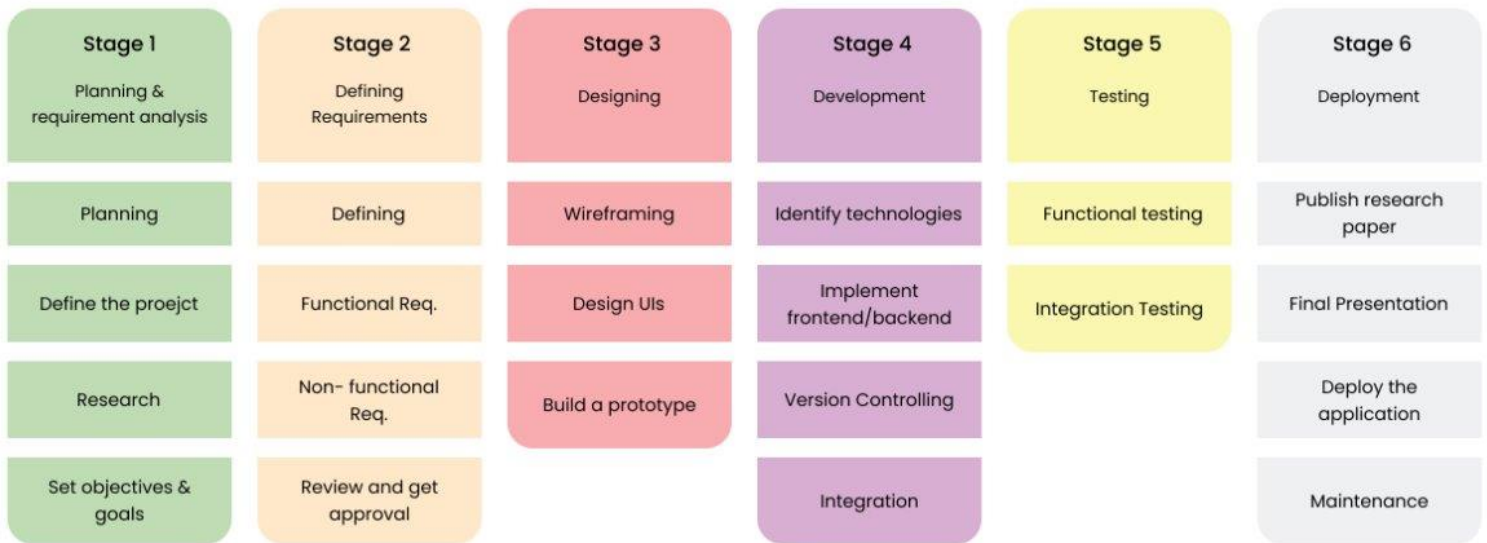 Stage 1
Planning &
requirement analysis
Planning
Define the proejct
Research
Set objectives &
goals
Stage 2
Defining
Requirements
Defining
Functional Req.
Non- functional
Req.
Review and get
approval
Stage 3
Designing
Wireframing
Design UIs
Build a prototype
Stage 4
Development
Identify technologies
Implement
frontend/backend
Version Controlling
Integration
Stage 5
Testing
Functional testing
Integration Testing
Stage 6
Deployment
Publish research
paper
Final Presentation
Deploy the
application
Maintenance